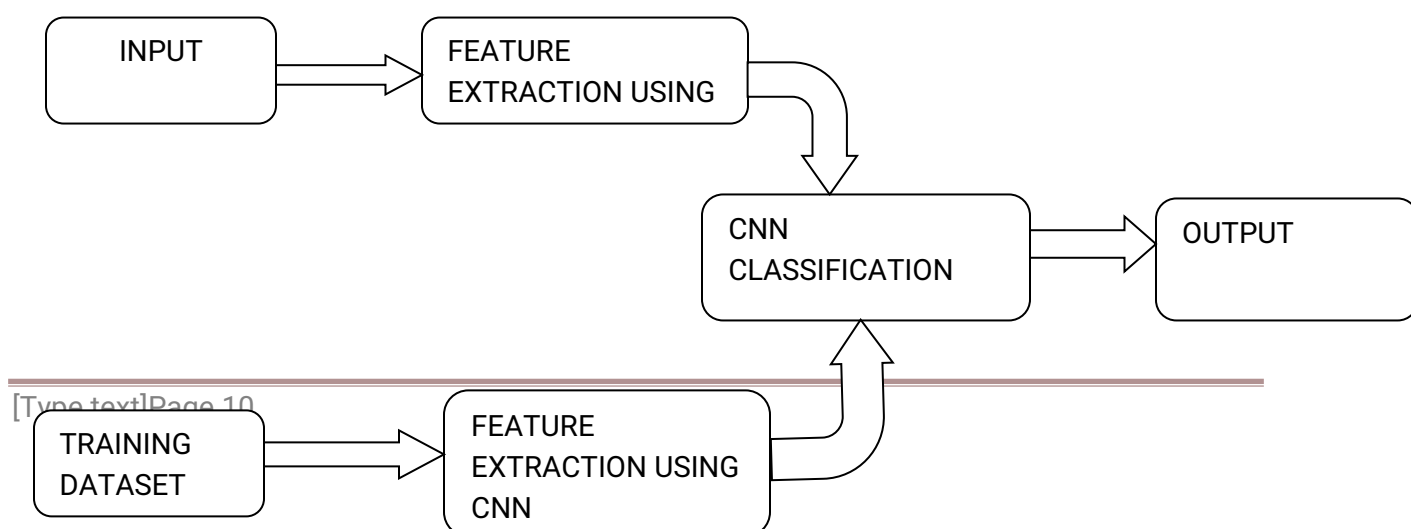 INPUT
FEATURE
EXTRACTION USING
CNN
CLASSIFICATION
OUTPUT
[Type text]Page 10
TRAINING
DATASET
FEATURE
EXTRACTION USING
CNN